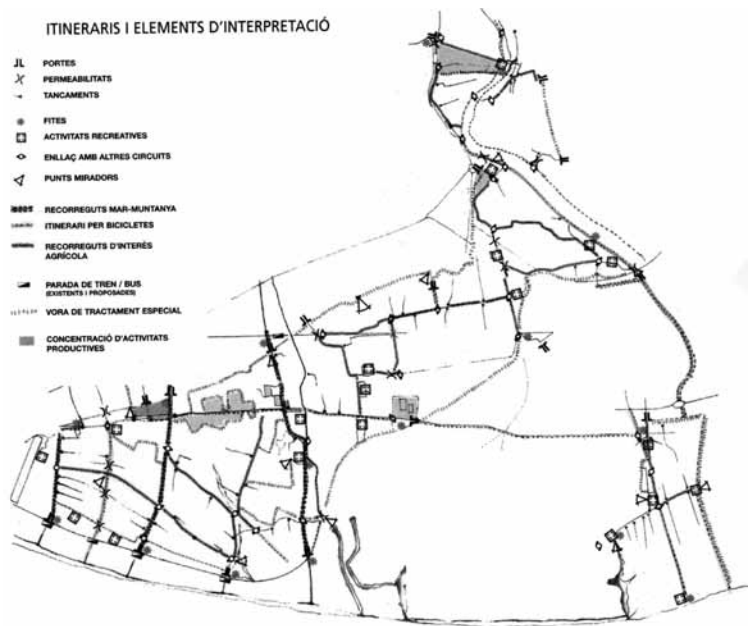 ITINERARIS I ELEMENTS D'INTERPRETACIÓ
PORTES
PERMEABILITATS
TANCAMENTS
FITES
ACTIVITATS RECREATIVES
ENLLAÇ AMB ALTRES CIRCUITS
PUNTS MIRADORS
RECORREGUTS MAR-MUNTANYA
ITINERARI PER BICICLETES
RECORREGUTS D'INTERÈS
AGRÍCOLA
PARADA DE TREN / BUS
(EXISTENTS I PROPOSADES)
VORA DE TRACTAMENT ESPECIAL
CONCENTRACIÓ D'ACTIVITATS
PRODUCTIVES